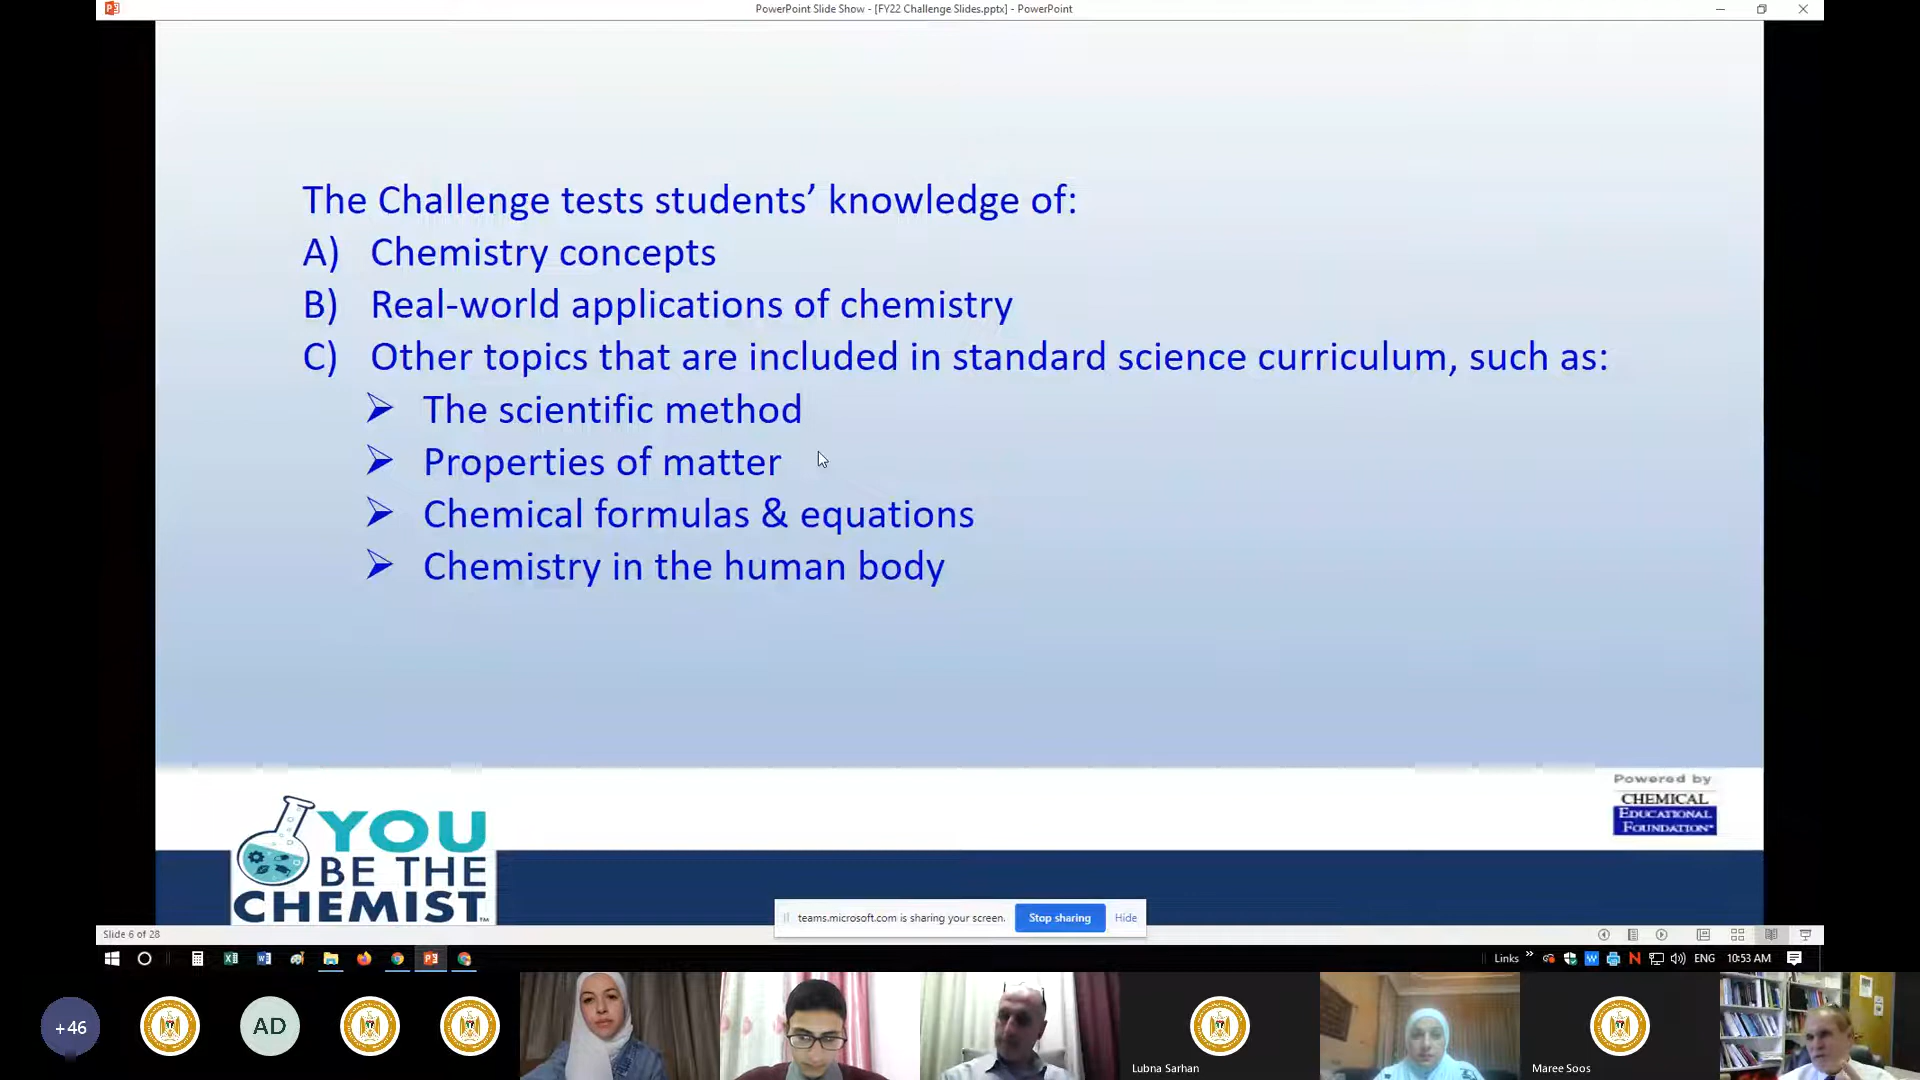 PowerPoint Slide Show - [FY22 Challenge Slides.pptx] - PowerPoint
The Challenge tests students’ knowledge of:
A) Chemistry concepts
B) Real-world applications of chemistry
C) Other topics that are included in standard science curriculum, such as:
The scientific method
Properties of matter
Chemical formulas & equations
Chemistry in the human body
Powered by
CHEMICAL
EDUCATIONAL
FOUNDATION
YOU
BE THE
CHEMIST
teams.microsoft.com is sharing your screen.
Stop sharing
Hide
Slide 6 of 28
Links
ENG
10:53 AM
+46
AD
Lubna Sarhan
Maree Soos